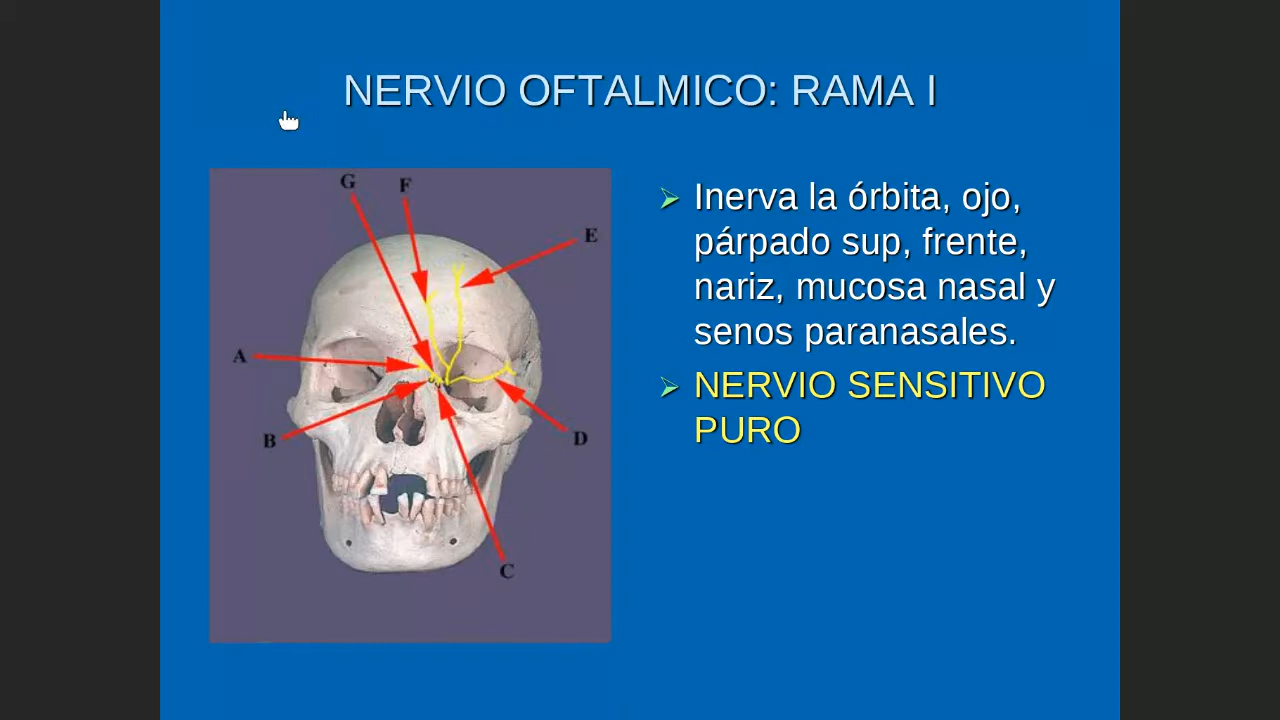 NERVIO OFTALMICO: RAMA I
G
F
E
A
B
D
C
Inerva la órbita, ojo,
párpado sup, frente,
nariz, mucosa nasal y
senos paranasales.
NERVIO SENSITIVO
PURO